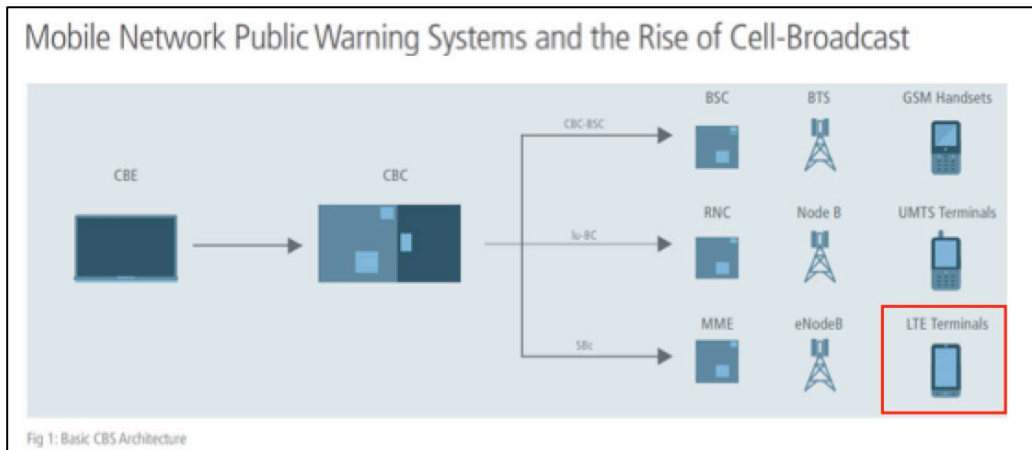 Mobile Network Public Warning Systems and the Rise of Cell-Broadcast
BSC BTS GSM Handsets
CBC-BSC
CBE CBC
RNC Node B UMTS Terminals
Iu-BC
MME eNodeB LTE Terminals
SBc
Fig 1: Basic CBS Architecture